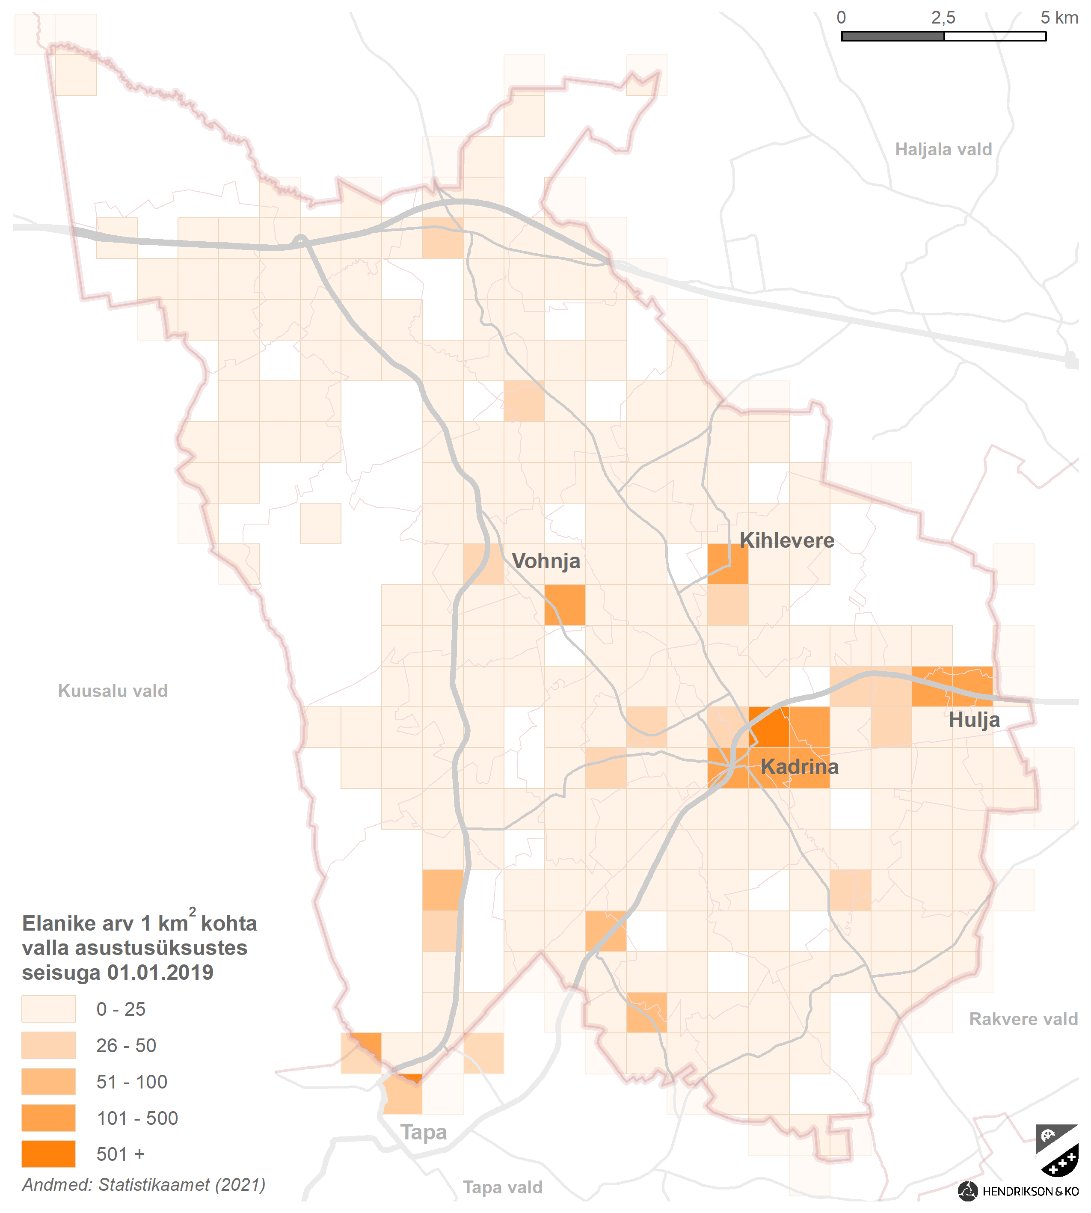 0 2,5 5 km
Haljala vald
Kihlevere
Vohnja
Kuusalu vald
Hulja
Kadrina
Elanike arv 1 km2 kohta
valla asustusüksustes
seisuga 01.01.2019
0 - 25
26 - 50
51 - 100
101 - 500
501 +
Andmed: Statistikaamet (2021)
Rakvere vald
Tapa
Tapa vald
HENDRIKSON & KO